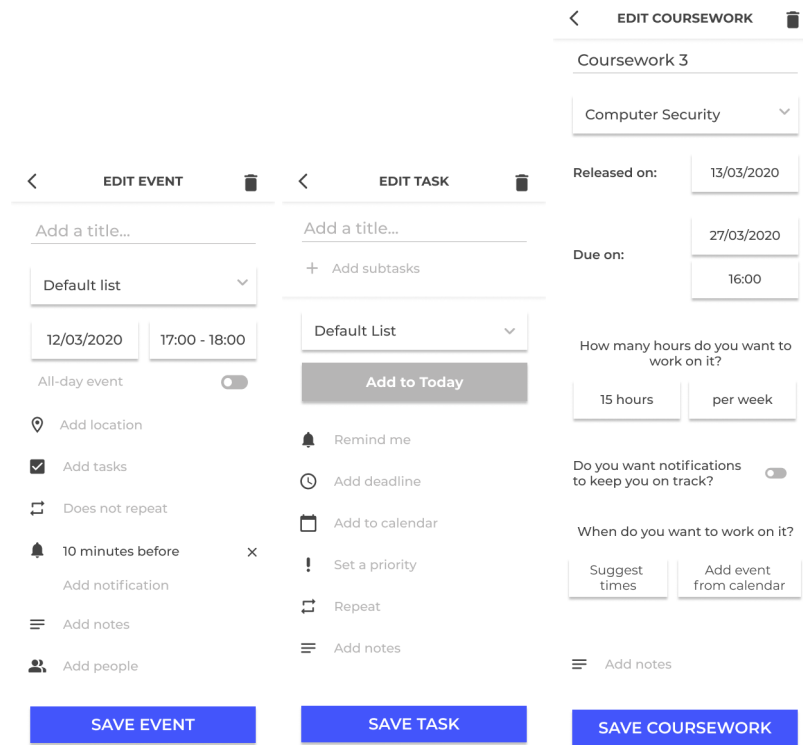 EDIT EVENT
Add a title...
Default list
12/03/2020
17:00 - 18:00
All-day event
Add location
Add tasks
Does not repeat
10 minutes before
Add notification
Add notes
Add people
SAVE EVENT
EDIT TASK
Add a title...
Add subtasks
Default List
Add to Today
Remind me
Add deadline
Add to calendar
Set a priority
Repeat
Add notes
SAVE TASK
EDIT COURSEWORK
Coursework 3
Computer Security
Released on:
13/03/2020
Due on:
27/03/2020
16:00
How many hours do you want to
work on it?
15 hours
per week
Do you want notifications
to keep you on track?
When do you want to work on it?
Suggest
times
Add event
from calendar
Add notes
SAVE COURSEWORK